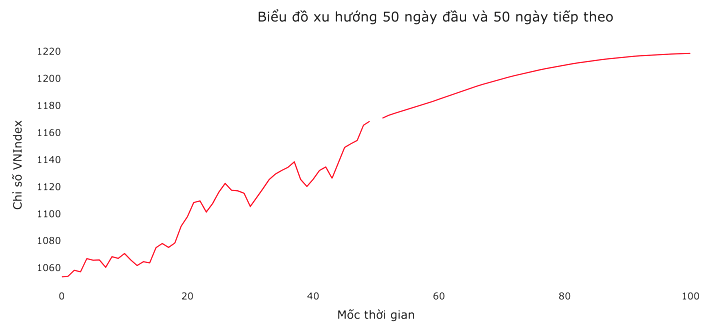 Biểu đồ xu hướng 50 ngày đầu và 50 ngày tiếp theo
Chỉ số VNIndex
1220
1200
1180
1160
1140
1120
1100
1080
1060
0 20 40 60 80 100
Mốc thời gian